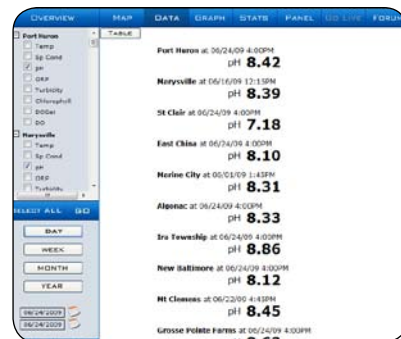 OVERVIEW MAP DATA GRAPH STATS PANEL GO LIVE FORUM
TABLE
Port Huron
Temp
Sp Cond
pH
ORP
Turbidity
Chlorophyll
DOSat
DO
Marysville
Temp
Sp Cond
pH
ORP
Turbidity
SELECT ALL GO
DAY
WEEK
MONTH
YEAR
06/24/2009
06/24/2009
Port Huron at 06/24/09 4:00PM
pH 8.42
Marysville at 06/16/09 12:15PM
pH 8.39
St Clair at 06/24/09 4:00PM
pH 7.18
East China at 06/24/09 4:00PM
pH 8.10
Marine City at 06/01/09 1:45PM
pH 8.31
Algonac at 06/24/09 4:00PM
pH 8.33
Ira Township at 06/24/09 4:00PM
pH 8.86
New Baltimore at 06/24/09 4:00PM
pH 8.12
Mt Clemens at 06/22/09 4:45PM
pH 8.45
Grosse Pointe Farms at 06/24/09 4:00PM